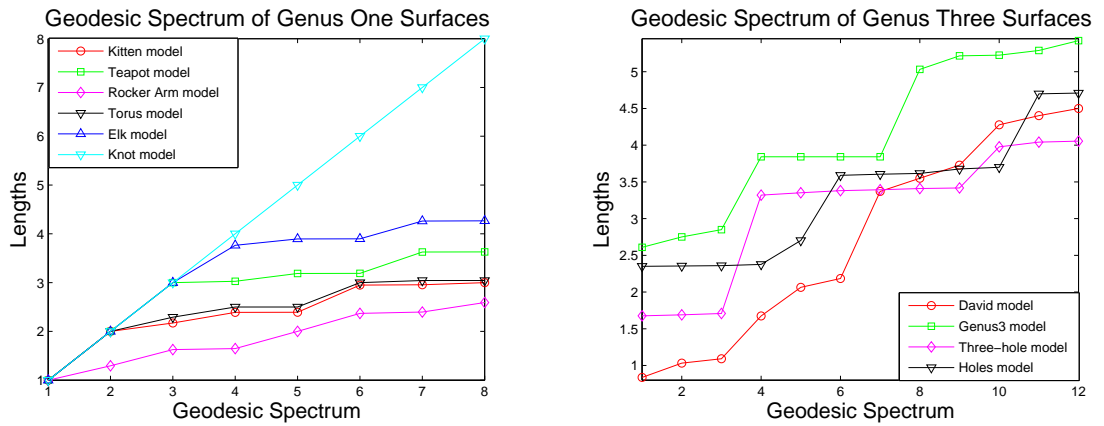 Geodesic Spectrum of Genus One Surfaces
8
7
6
5
4
3
2
1
Lengths
Kitten model
Teapot model
Rocker Arm model
Torus model
Elk model
Knot model
1 2 3 4 5 6 7 8
Geodesic Spectrum
Geodesic Spectrum of Genus Three Surfaces
5
4.5
4
3.5
3
2.5
2
1.5
1
Lengths
David model
Genus3 model
Three−hole model
Holes model
2 4 6 8 10 12
Geodesic Spectrum